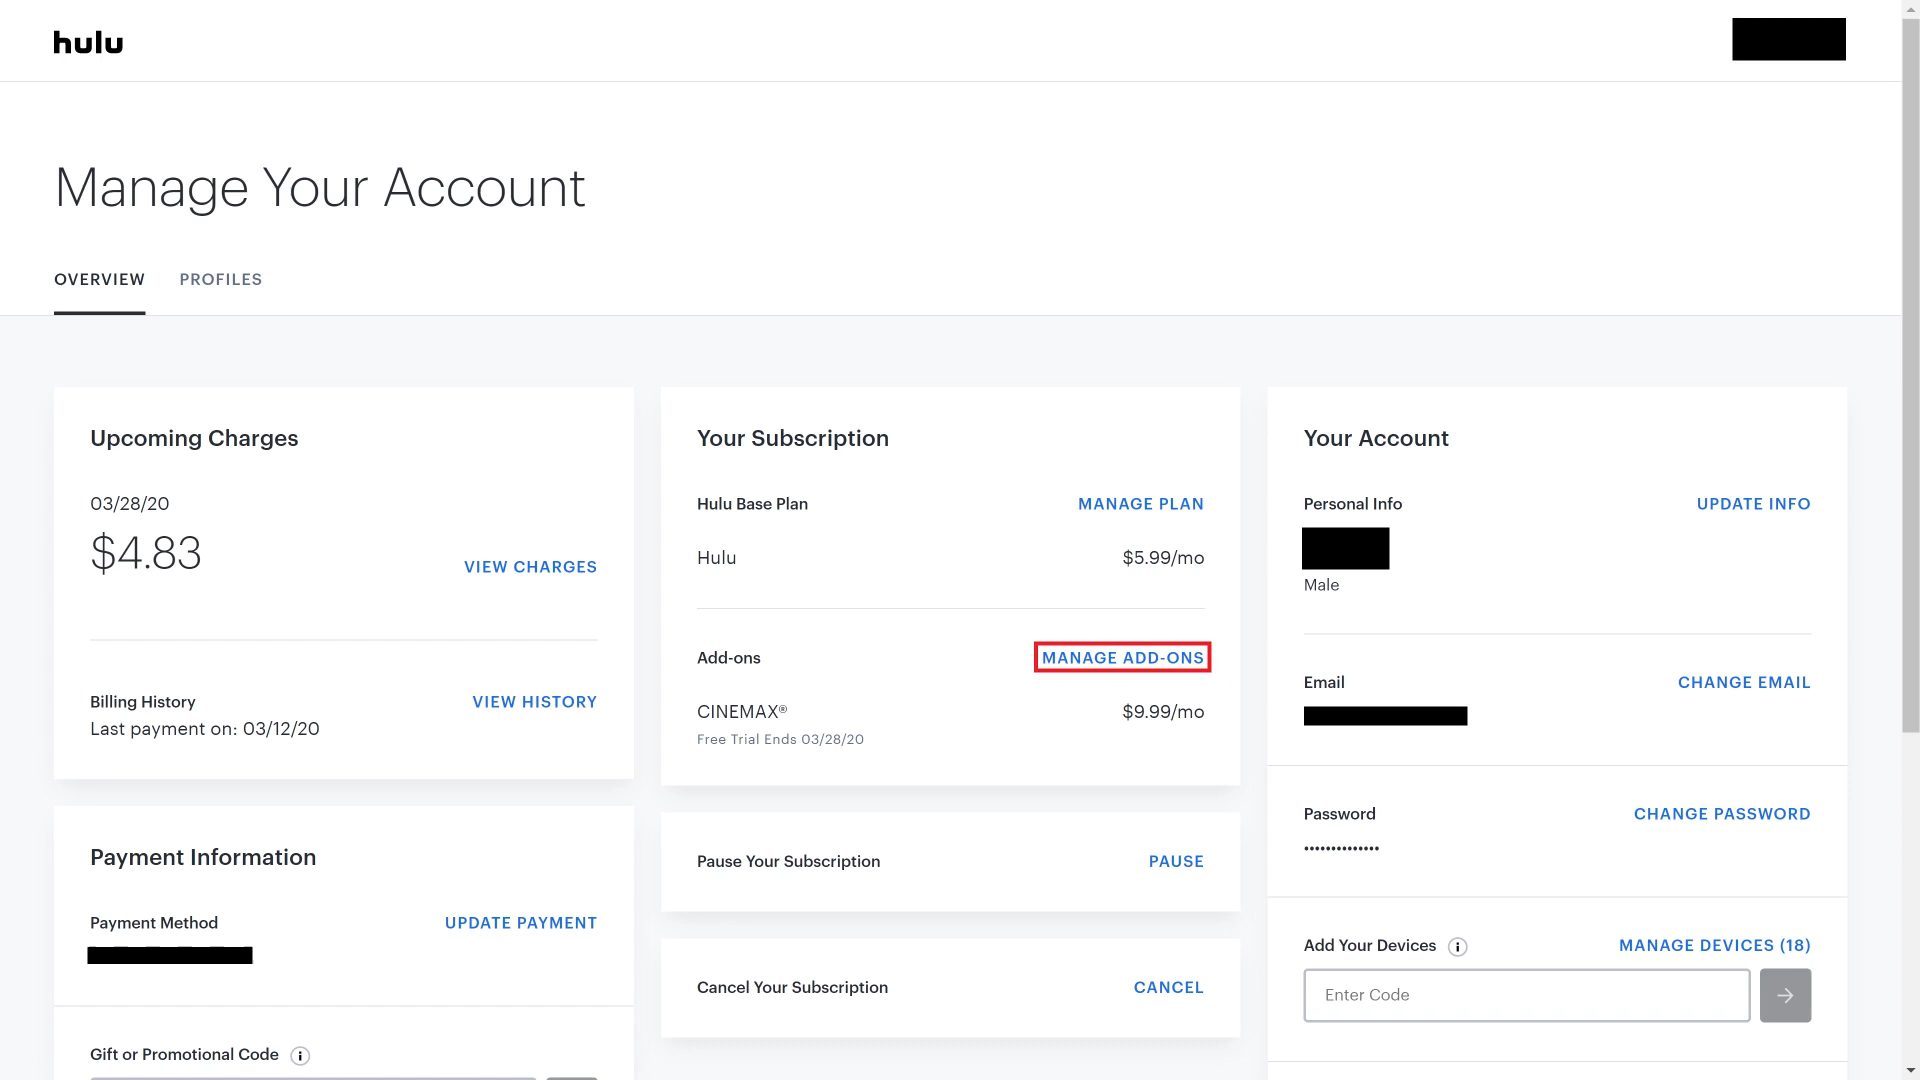 hulu
Manage Your Account
OVERVIEW PROFILES
Upcoming Charges
03/28/20
$4.83
VIEW CHARGES
Billing History
VIEW HISTORY
Last payment on: 03/12/20
Payment Information
Payment Method
UPDATE PAYMENT
Gift or Promotional Code i
Your Subscription
Hulu Base Plan
MANAGE PLAN
Hulu
$5.99/mo
Add-ons
MANAGE ADD-ONS
CINEMAX®
$9.99/mo
Free Trial Ends 03/28/20
Pause Your Subscription
PAUSE
Cancel Your Subscription
CANCEL
Your Account
Personal Info
UPDATE INFO
Male
Email
CHANGE EMAIL
Password
CHANGE PASSWORD
••••••••••••••
Add Your Devices i
MANAGE DEVICES (18)
Enter Code